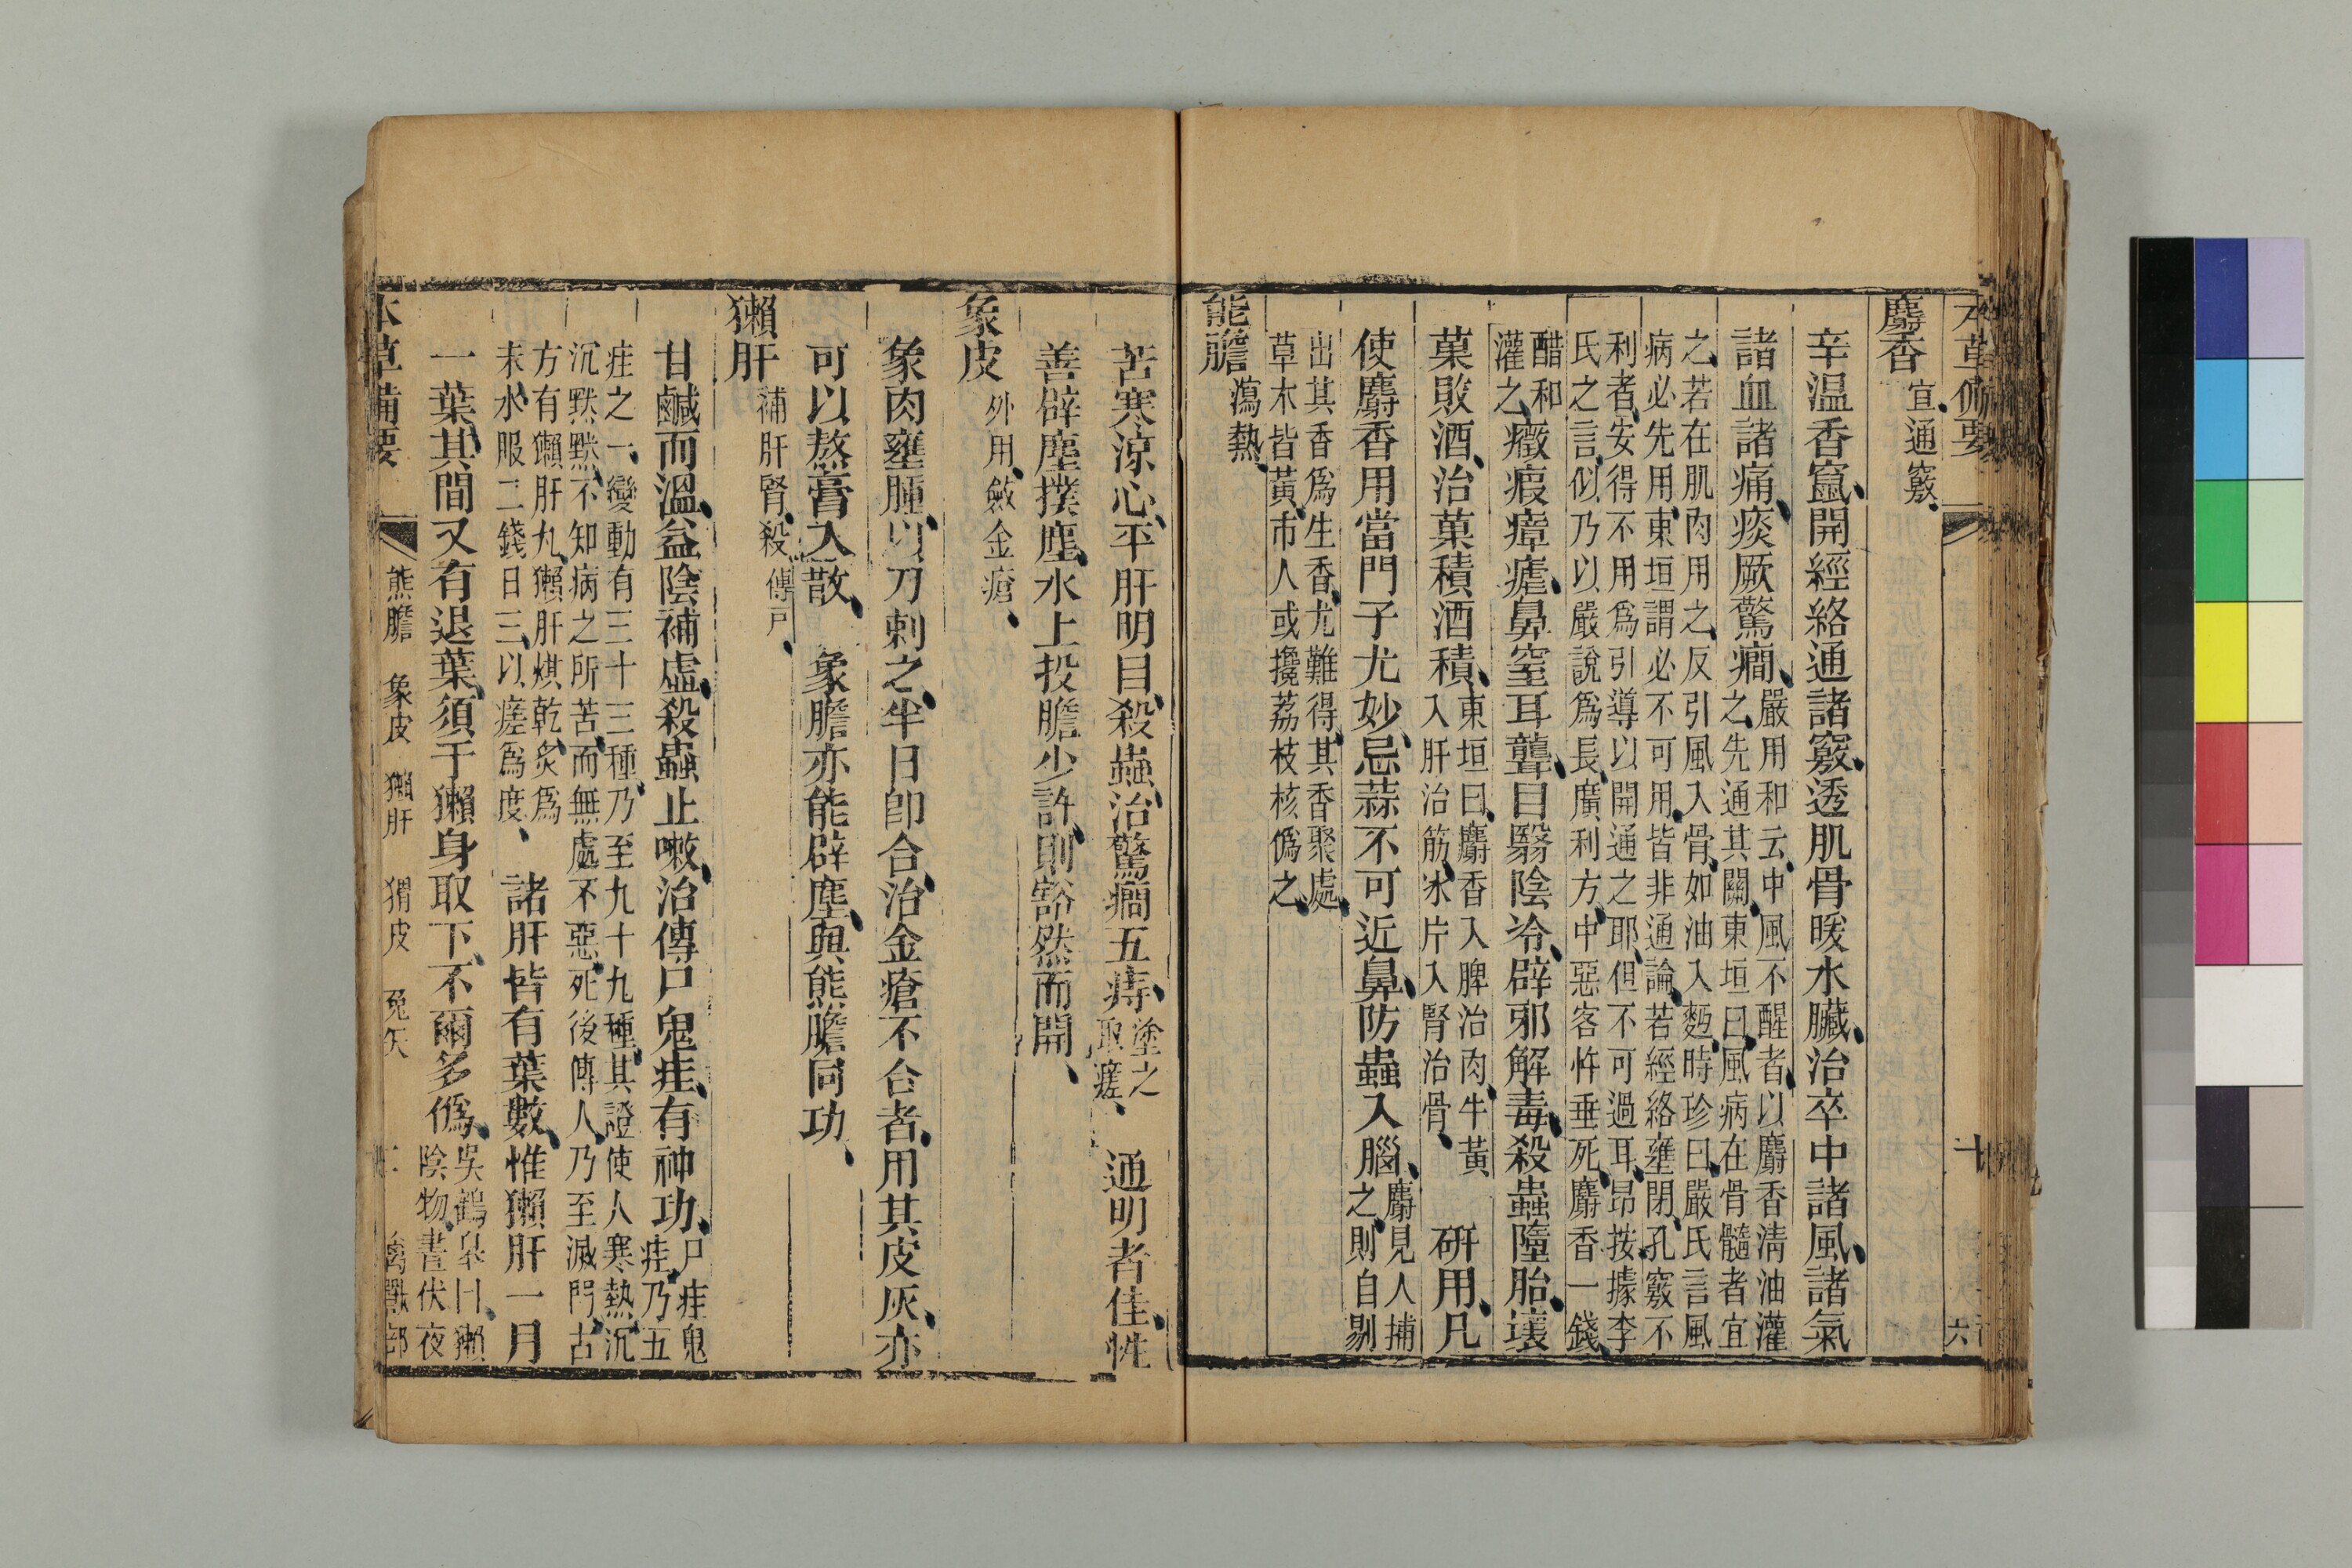 本草俻要 十 六
麝香宜通竅、
辛温香竄、開經絡通諸竅、透肌骨暖水臟、治卒中諸風、諸氣
諸血諸痛、痰厥驚癇、嚴用和云、中風不醒者、以麝香清油灌之、先通其關、東垣曰、風病在骨髓者宜
之、若在肌肉用之、反引風入骨、如油入麪、時珍曰、嚴氏言風病必先用、東垣謂必不可用、皆非通論、若經絡壅閉、孔竅不
利者、安得不用爲引導以開通之耶、但不可過耳、昂按據李氏之言、似乃以嚴說爲長、廣利方、中惡客忤垂死、麝香一錢、
醋和灌之、癥瘕瘴瘧、鼻窒耳聾、目翳陰冷、辟邪解毒、殺蟲墮胎、壞
菓敗酒、治菓積酒積、東垣曰、麝香入脾治肉、牛黃入肝治筋、冰片入腎治骨、研用、凡
使麝香用當門子尤妙、忌蒜不可近鼻、防蟲入腦、麝見人捕之、則自剔
出其香爲生香、尤難得、其香聚處、草木皆黃、市人或攙荔枝核僞之、
熊膽瀉熱、
苦寒凉心、平肝明目、殺蟲治驚癇五痔、塗之取瘥、通明者佳、性
善辟塵撲塵、水上投膽少許、則豁然而開、
象皮外用、斂金瘡、
象肉壅腫、以刀刺之、半日卽合、治金瘡不合者、用其皮灰、亦
可以熬膏入散、象膽亦能辟塵、與熊膽同功、
獺肝補肝腎、殺傳尸、
甘鹹而溫、益陰補虛、殺蟲止嗽、治傳尸鬼疰、有神功、尸疰鬼疰、乃五
疰之一、變動有三十三種、乃至九十九種、其證使人寒熱、沉沉默默、不知病之所苦、而無處不惡、死後傳人、乃至滅門、古
方有獺肝丸、獺肝烘乾炙爲末、水服二錢日三、以瘥爲度、諸肝皆有葉數、惟獺肝一月
一葉、其間又有退葉、須于獺身取下、不爾多僞、吳鶴皋曰、獺陰物、晝伏夜
本草備要 熊膽 象皮 獺肝 猬皮 兔矢 二 禽獸部